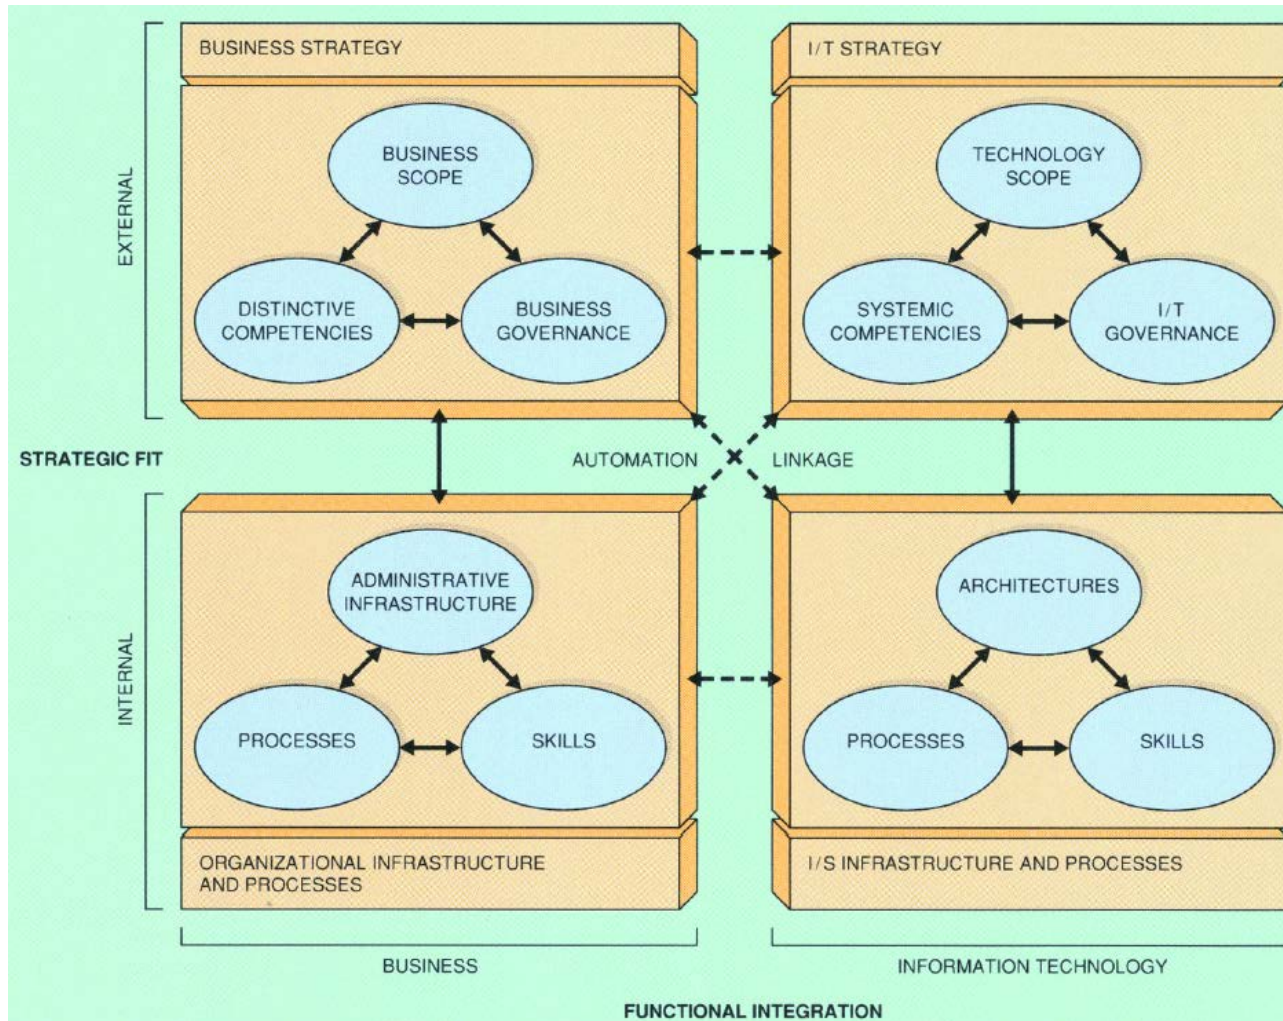 BUSINESS STRATEGY
I/T STRATEGY
BUSINESS
SCOPE
TECHNOLOGY
SCOPE
EXTERNAL
DISTINCTIVE
COMPETENCIES
BUSINESS
GOVERNANCE
SYSTEMIC
COMPETENCIES
I/T
GOVERNANCE
STRATEGIC FIT
AUTOMATION
LINKAGE
ADMINISTRATIVE
INFRASTRUCTURE
ARCHITECTURES
INTERNAL
PROCESSES
SKILLS
PROCESSES
SKILLS
ORGANIZATIONAL INFRASTRUCTURE
AND PROCESSES
I/S INFRASTRUCTURE AND PROCESSES
BUSINESS
INFORMATION TECHNOLOGY
FUNCTIONAL INTEGRATION